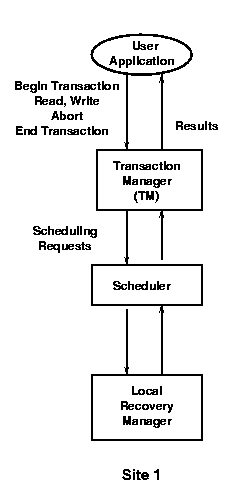 User
Application
Begin Transaction
Read, Write
Abort
End Transaction
Results
Transaction
Manager
(TM)
Scheduling
Requests
Scheduler
Local
Recovery
Manager
Site 1